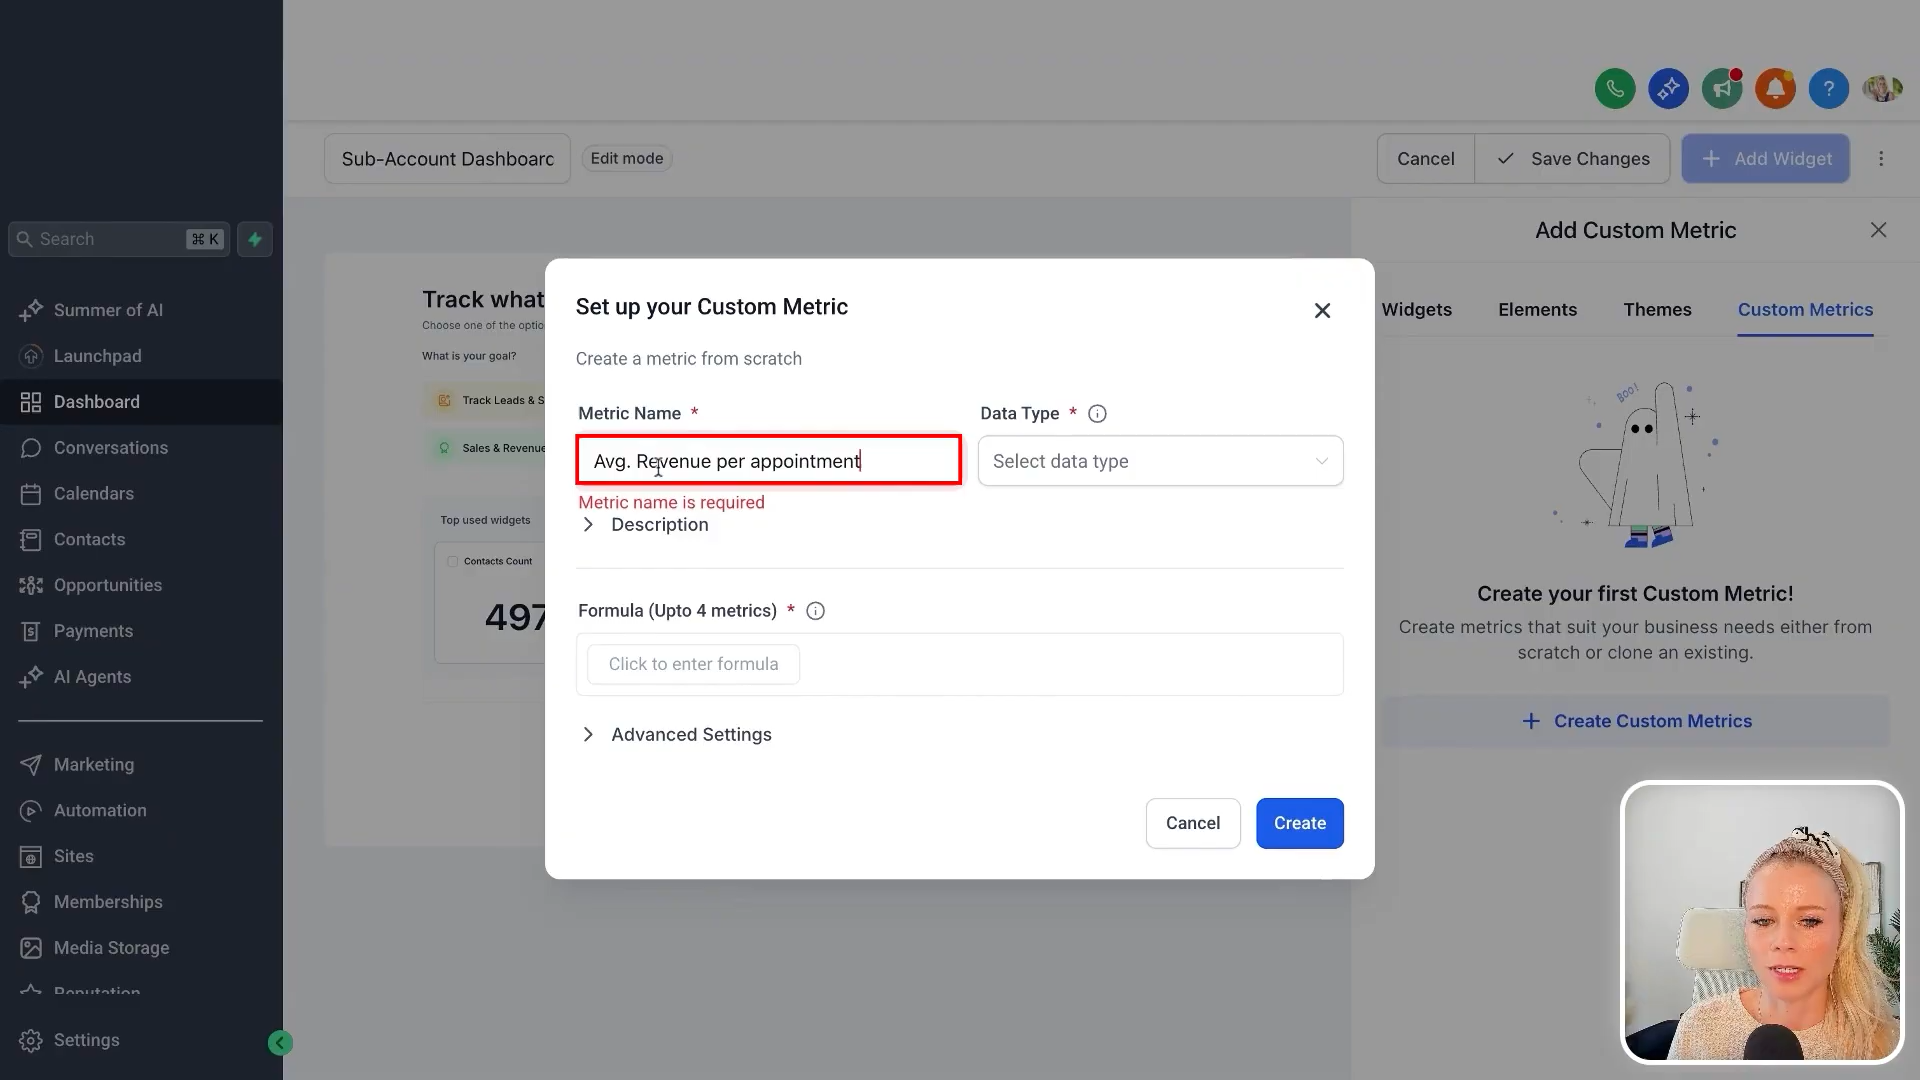 Search
⌘ K
Summer of AI
Launchpad
Dashboard
Conversations
Calendars
Contacts
Opportunities
Payments
AI Agents
Marketing
Automation
Sites
Memberships
Media Storage
Reputation
Settings
Sub-Account Dashboard
Edit mode
Cancel
Save Changes
+ Add Widget
Track what
Choose one of the optio
What is your goal?
Track Leads & S
Sales & Revenue
Top used widgets
Contacts Count
497
Set up your Custom Metric
Create a metric from scratch
Metric Name *
Data Type *
Avg. Revenue per appointment
Select data type
Metric name is required
Description
Formula (Upto 4 metrics) *
Click to enter formula
Advanced Settings
Cancel
Create
Add Custom Metric
Widgets
Elements
Themes
Custom Metrics
BOO!
Create your first Custom Metric!
Create metrics that suit your business needs either from
scratch or clone an existing.
+ Create Custom Metrics